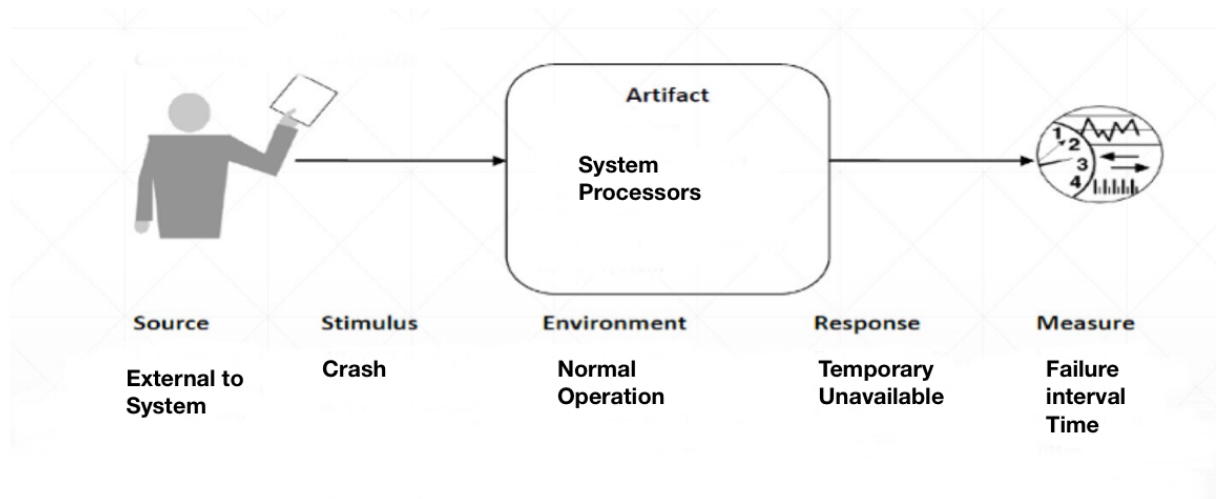 Artifact
System
Processors
1
2
3
4
Source
Stimulus
Environment
Response
Measure
External to
System
Crash
Normal
Operation
Temporary
Unavailable
Failure
interval
Time